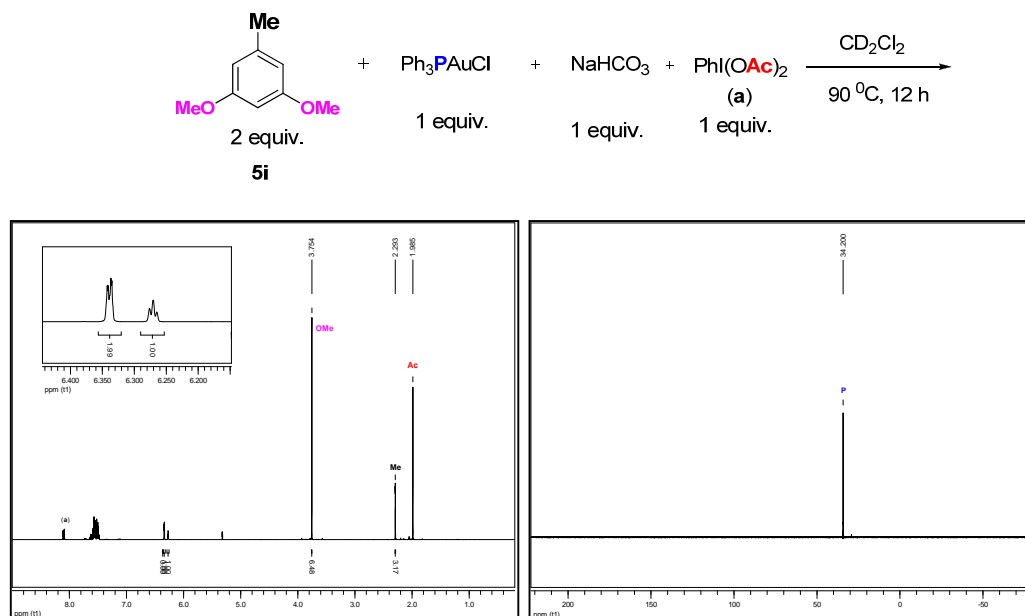 Me
MeO
OMe
2 equiv.
5i
+
Ph3PAuCl
1 equiv.
+
NaHCO3
1 equiv.
+
PhI(OAc)2
(a)
1 equiv.
CD2Cl2
90 0C, 12 h
3.754
2.293
1.985
1.99
1.00
6.400 6.350 6.300 6.250 6.200
ppm (t1)
OMe
Ac
Me
(a)
6.48
3.17
8.0 7.0 6.0 5.0 4.0 3.0 2.0 1.0
ppm (t1)
34.200
P
200 150 100 50 0 -50
ppm (t1)